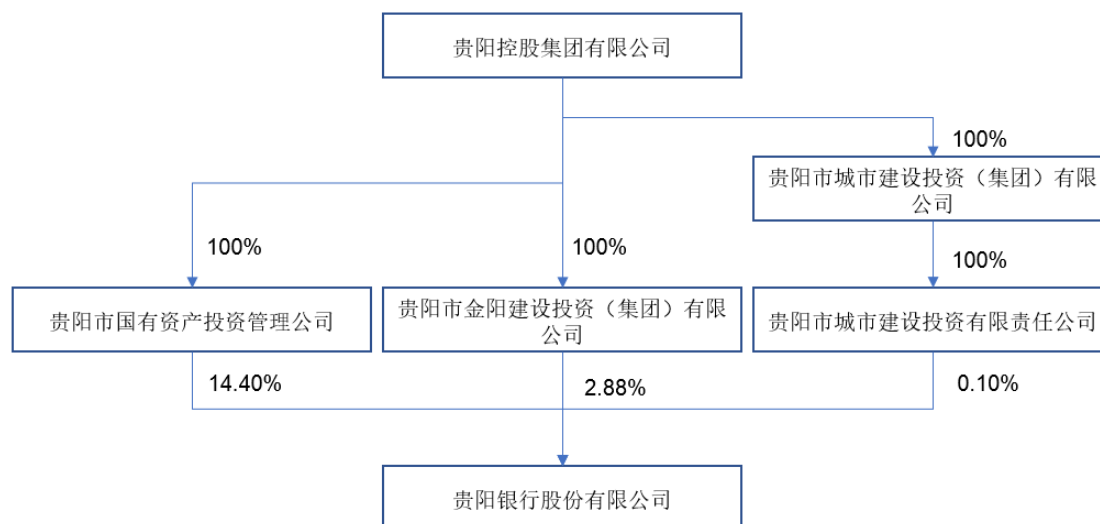 贵阳控股集团有限公司
100%
贵阳市城市建设投资（集团）有限
公司
100%
100%
100%
贵阳市国有资产投资管理公司
贵阳市金阳建设投资（集团）有限
公司
贵阳市城市建设投资有限责任公司
14.40%
2.88%
0.10%
贵阳银行股份有限公司